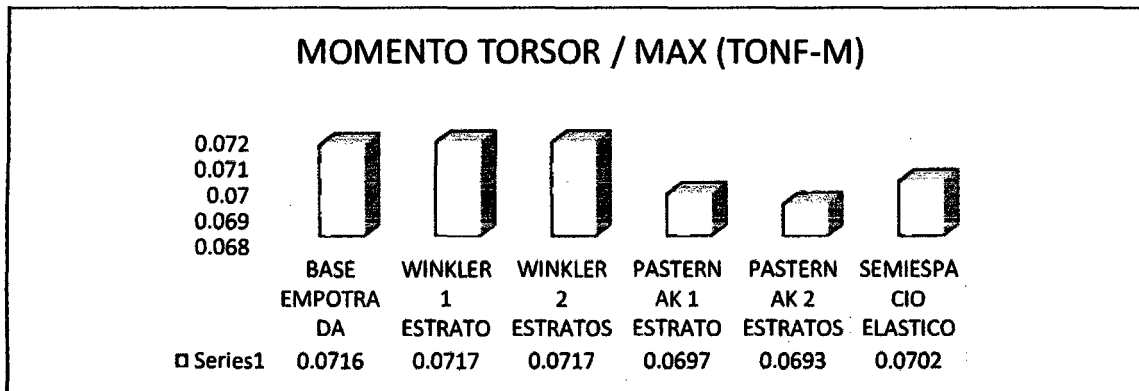 MOMENTO TORSOR / MAX (TONF-M)
0.072
0.071
0.07
0.069
0.068
BASE WINKLER WINKLER PASTERN PASTERN SEMIESPA
EMPOTRA 1 2 AK 1 AK 2 CIO
DA ESTRATO ESTRATOS ESTRATO ESTRATOS ELASTICO
Series1 0.0716 0.0717 0.0717 0.0697 0.0693 0.0702